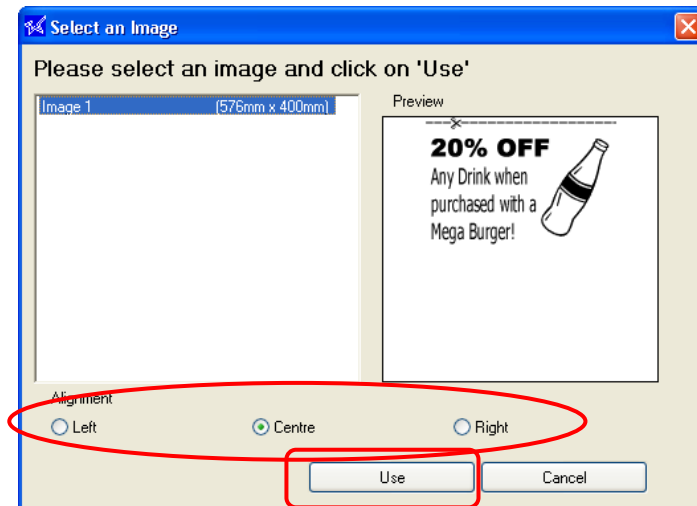 Select an Image
Please select an image and click on 'Use'
Image 1 (576mm x 400mm)
Preview
20% OFF
Any Drink when
purchased with a
Mega Burger!
Alignment
Left Centre Right
Use Cancel